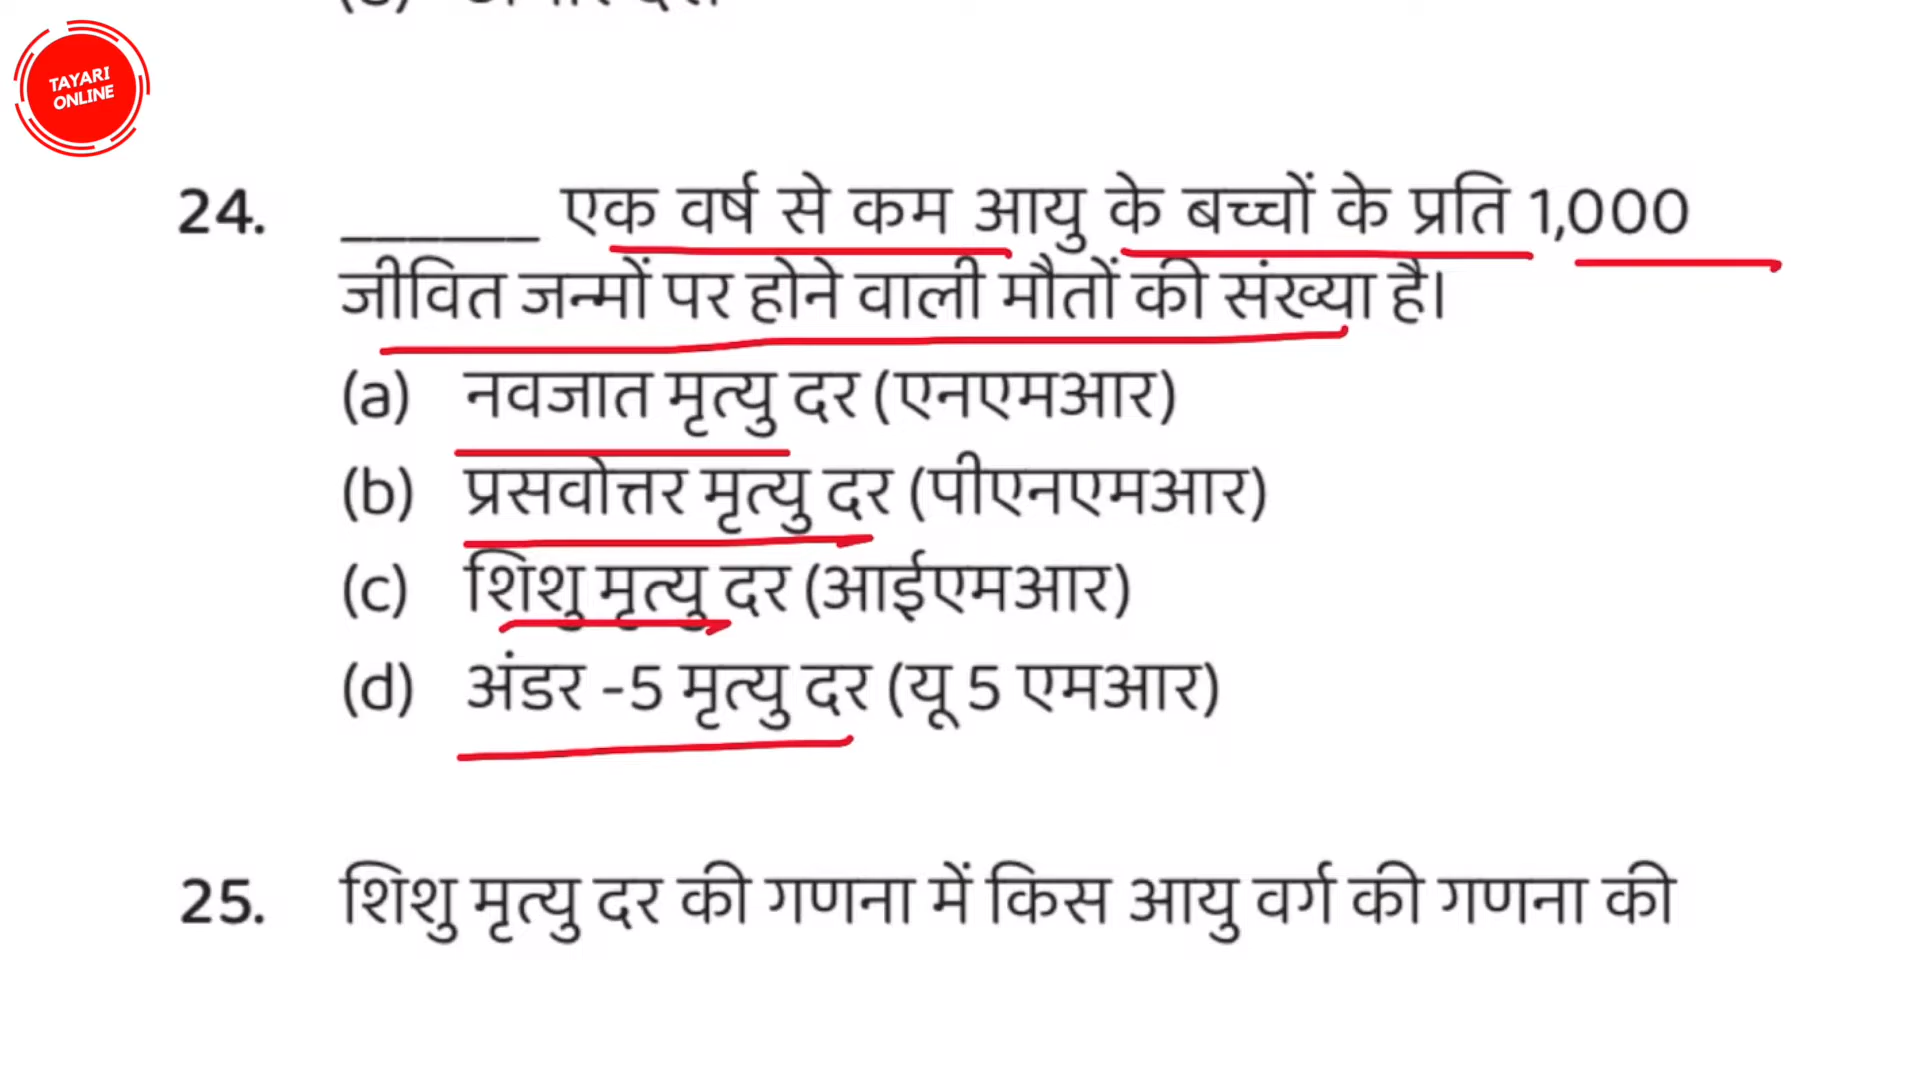 TAYARI
ONLINE
24. ______ एक वर्ष से कम आयु के बच्चों के प्रति 1,000
जीवित जन्मों पर होने वाली मौतों की संख्या है।
(a) नवजात मृत्यु दर (एनएमआर)
(b) प्रसवोत्तर मृत्यु दर (पीएनएमआर)
(c) शिशु मृत्यु दर (आईएमआर)
(d) अंडर -5 मृत्यु दर (यू 5 एमआर)
25. शिशु मृत्यु दर की गणना में किस आयु वर्ग की गणना की